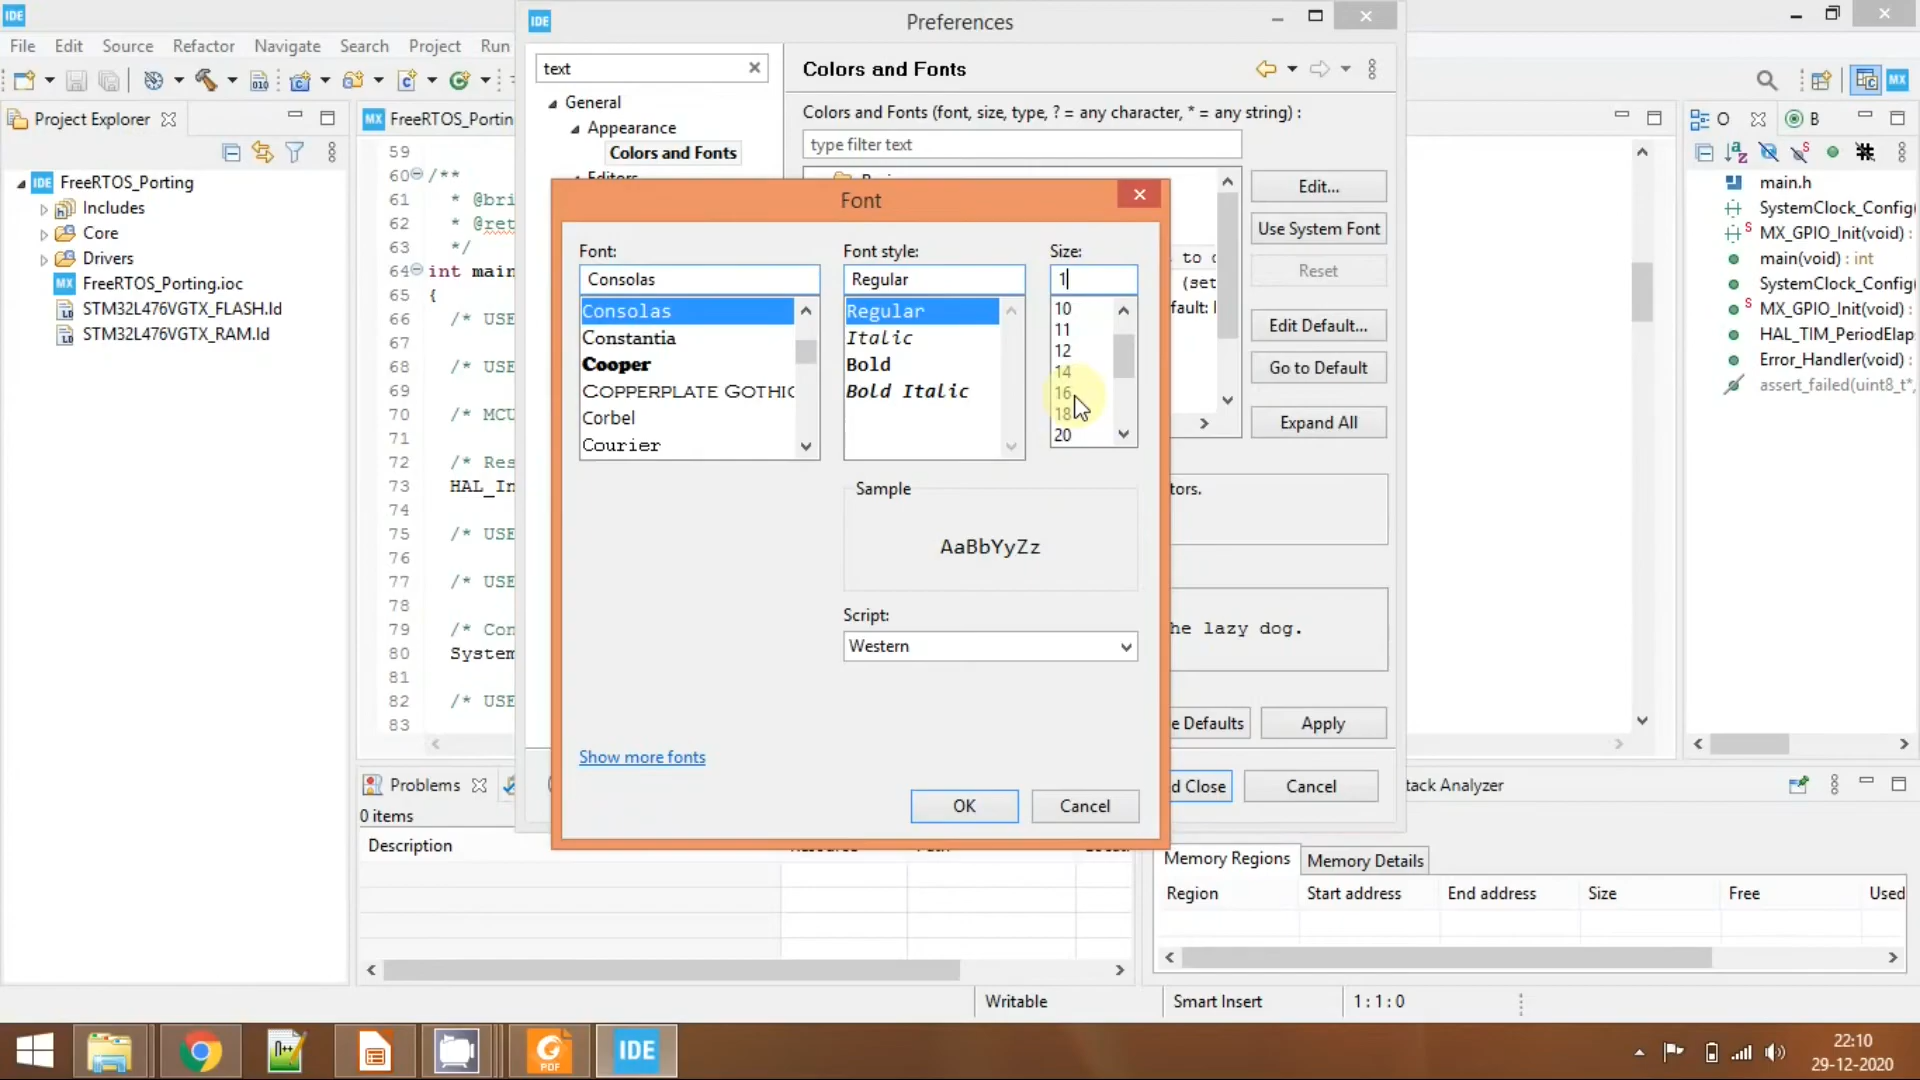 IDE
IDE
Preferences
File Edit Source Refactor Navigate Search Project Run
text
Colors and Fonts
General
Appearance
Colors and Fonts
Colors and Fonts (font, size, type, ? = any character, * = any string) :
type filter text
Edit...
Use System Font
Reset
Edit Default...
Go to Default
Expand All
Project Explorer
IDE FreeRTOS_Porting
Includes
Core
Drivers
MX FreeRTOS_Porting.ioc
STM32L476VGTX_FLASH.ld
STM32L476VGTX_RAM.ld
MX FreeRTOS_Portin
59
60 /**
61 * @bri
62 * @ret
63 */
64 int main
65 {
66 /* USE
67
68 /* USE
69
70 /* MCU
71
72 /* Res
73 HAL_In
74
75 /* USE
76
77 /* USE
78
79 /* Con
80 System
81
82 /* USE
83
Font
Font: Font style: Size:
Consolas Regular 1
Consolas
Constantia
Cooper
COPPERPLATE GOTHIC
Corbel
Courier
Regular
Italic
Bold
Bold Italic
10
11
12
14
16
18
20
Sample
AaBbYyZz
Script:
Western
Show more fonts
OK Cancel
to c
(set
fault: l
tors.
he lazy dog.
e Defaults Apply
d Close Cancel
MX
O B
main.h
SystemClock_Config(
MX_GPIO_Init(void)
main(void) : int
SystemClock_Config(
MX_GPIO_Init(void) :
HAL_TIM_PeriodElap
Error_Handler(void) :
assert_failed(uint8_t*,
Problems
0 items
Description
tack Analyzer
Memory Regions Memory Details
Region Start address End address Size Free Used
Writable Smart Insert 1 : 1 : 0
PDF
IDE
22:10
29-12-2020